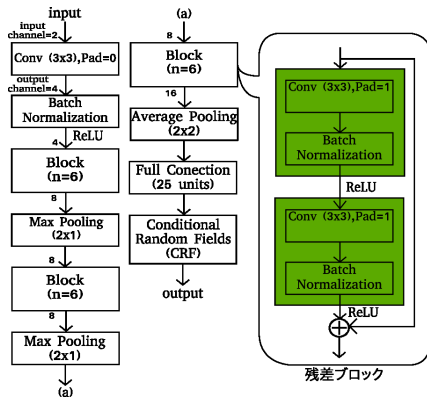 input
input
channel=2
Conv (3x3),Pad=0
output
channel=4
Batch
Normalization
ReLU
4
Block
(n=6)
8
Max Pooling
(2x1)
8
Block
(n=6)
8
Max Pooling
(2x1)
(a)
(a)
8
Block
(n=6)
16
Average Pooling
(2x2)
Full Conection
(25 units)
Conditional
Random Fields
(CRF)
output
Conv (3x3),Pad=1
Batch
Normalization
ReLU
Conv (3x3),Pad=1
Batch
Normalization
ReLU
残差ブロック